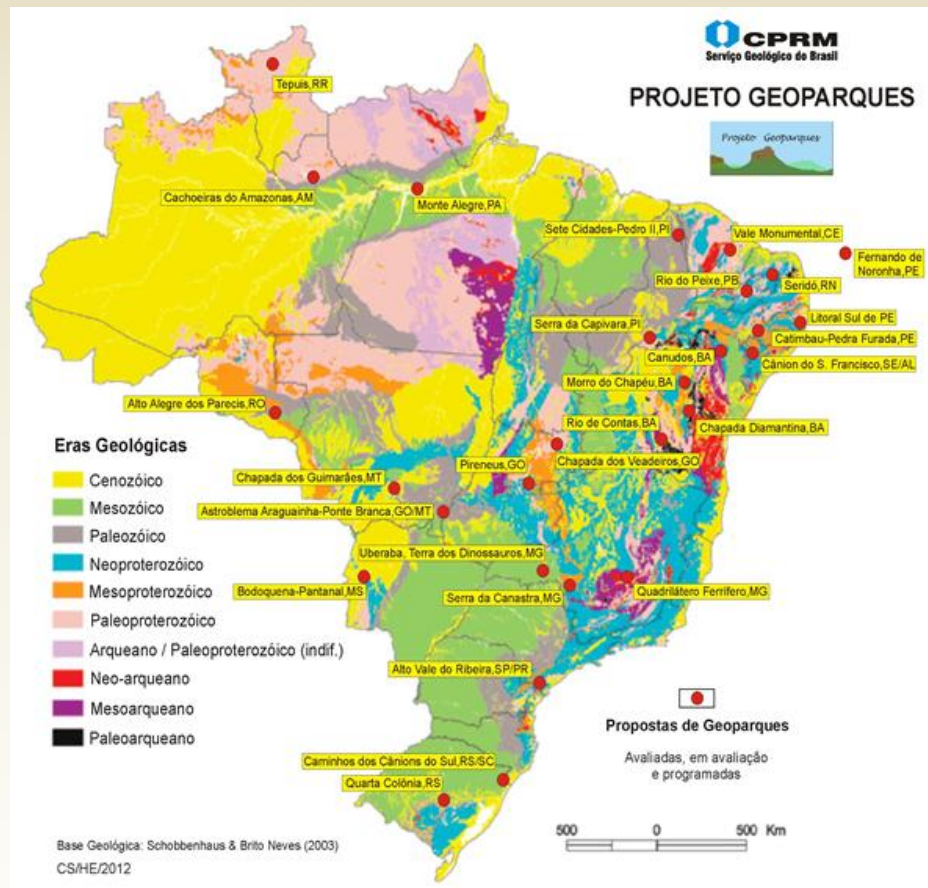 CPRM
Serviço Geológico do Brasil
PROJETO GEOPARQUES
Projeto Geoparques
Tepuis,RR
Cachoeiras do Amazonas,AM
Monte Alegre,PA
Sete Cidades-Pedro II,PI
Vale Monumental,CE
Fernando de
Noronha,PE
Rio do Peixe,PB
Seridó,RN
Litoral Sul de PE
Serra da Capivara,PI
Catimbau-Pedra Furada,PE
Canudos,BA
Cânion do S. Francisco,SE/AL
Morro do Chapéu,BA
Alto Alegre dos Parecis,RO
Rio de Contas,BA
Chapada Diamantina,BA
Pireneus,GO
Chapada dos Veadeiros,GO
Chapada dos Guimarães,MT
Astroblema Araguainha-Ponte Branca,GO/MT
Uberaba, Terra dos Dinossauros,MG
Bodoquena-Pantanal,MS
Serra da Canastra,MG
Quadrilátero Ferrífero,MG
Alto Vale do Ribeira,SP/PR
Caminhos dos Cânions do Sul,RS/SC
Quarta Colônia,RS
Eras Geológicas
Cenozóico
Mesozóico
Paleozóico
Neoproterozóico
Mesoproterozóico
Paleoproterozóico
Arqueano / Paleoproterozóico (indif.)
Neo-arqueano
Mesoarqueano
Paleoarqueano
Propostas de Geoparques
Avaliadas, em avaliação
e programadas
500 0 500 Km
Base Geológica: Schobbenhaus & Brito Neves (2003)
CS/HE/2012